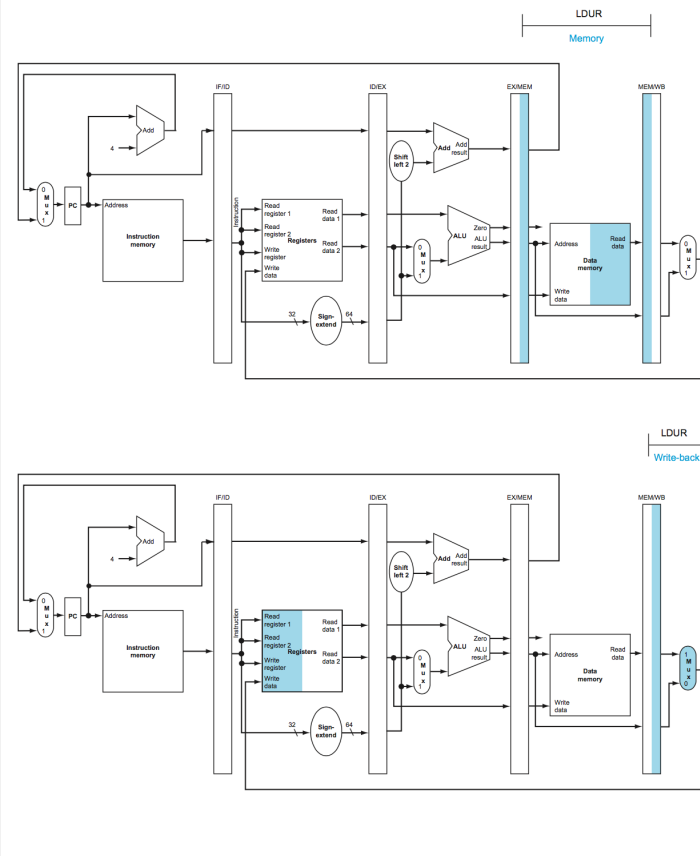 LDUR
Memory
IF/ID
ID/EX
EX/MEM
MEM/WB
Add
4
Shift
left 2
Add
Add
result
0
M
u
x
1
PC
Address
Instruction
memory
Instruction
Read
register 1
Read
register 2
Write
register
Write
data
Registers
Read
data 1
Read
data 2
0
M
u
x
1
ALU
Zero
ALU
result
Address
Write
data
Data
memory
Read
data
0
M
u
x
1
32
Sign-
extend
64
LDUR
Write-back
IF/ID
ID/EX
EX/MEM
MEM/WB
Add
4
Shift
left 2
Add
Add
result
0
M
u
x
1
PC
Address
Instruction
memory
Instruction
Read
register 1
Read
register 2
Write
register
Write
data
Registers
Read
data 1
Read
data 2
0
M
u
x
1
ALU
Zero
ALU
result
Address
Write
data
Data
memory
Read
data
1
M
u
x
0
32
Sign-
extend
64